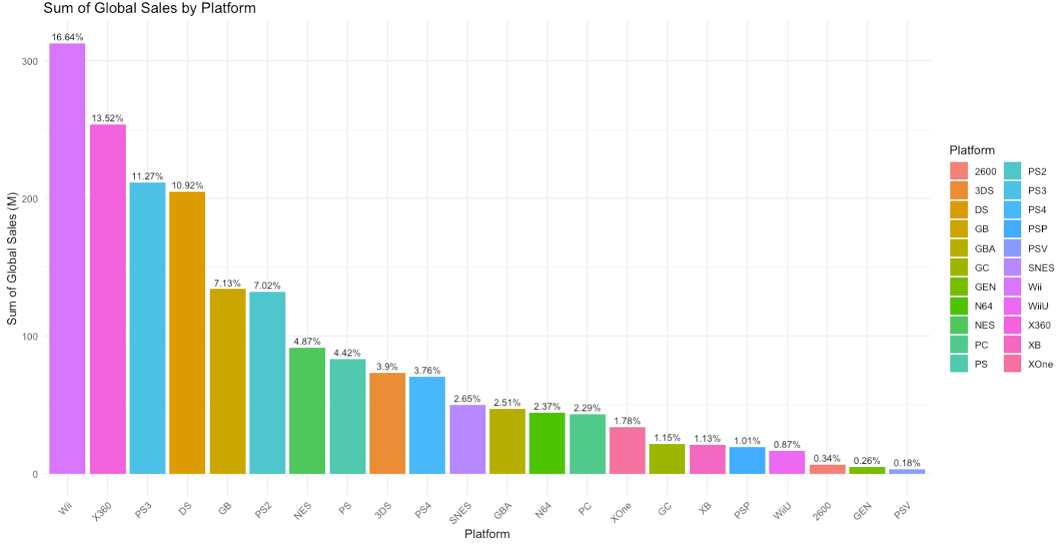 Sum of Global Sales by Platform
Sum of Global Sales (M)
300
200
100
0
16.64%
13.52%
11.27%
10.92%
7.13%
7.02%
4.87%
4.42%
3.9%
3.76%
2.65%
2.51%
2.37%
2.29%
1.78%
1.15%
1.13%
1.01%
0.87%
0.34%
0.26%
0.18%
Wii
X360
PS3
DS
GB
PS2
NES
PS
3DS
PS4
SNES
GBA
N64
PC
XOne
GC
XB
PSP
WiiU
2600
GEN
PSV
Platform
Platform
2600
3DS
DS
GB
GBA
GC
GEN
N64
NES
PC
PS
PS2
PS3
PS4
PSP
PSV
SNES
Wii
WiiU
X360
XB
XOne